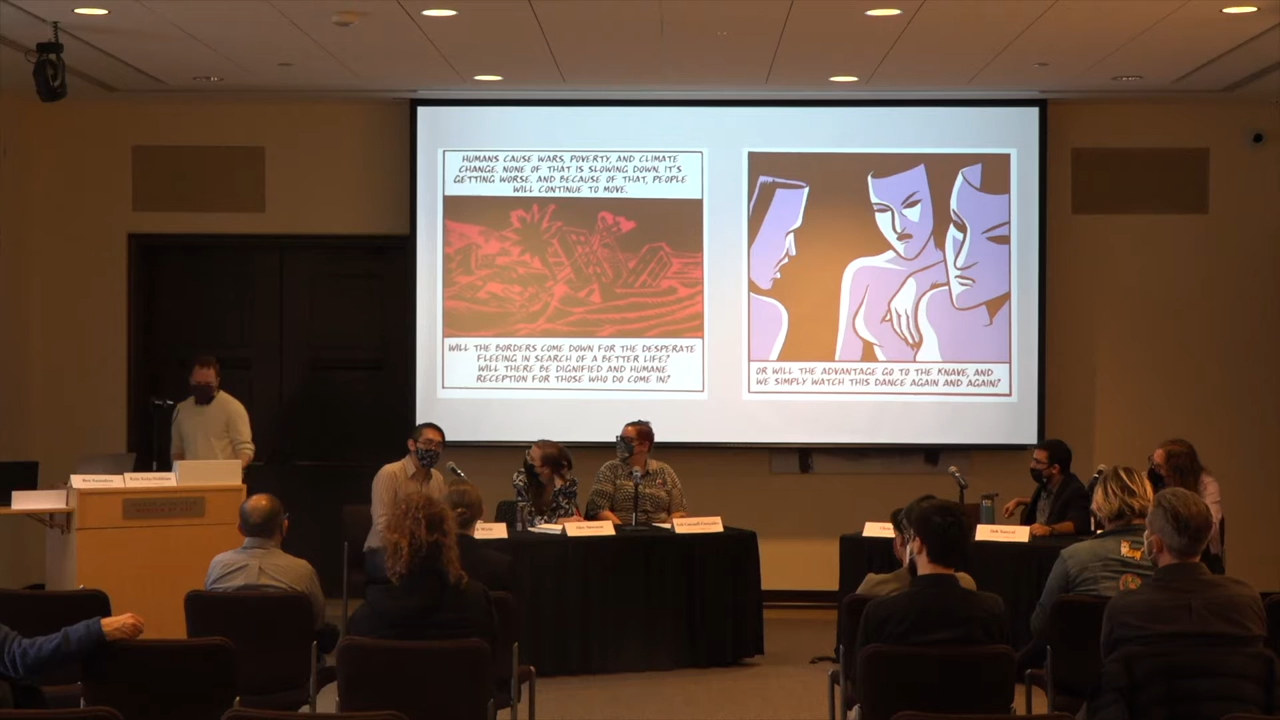 HUMANS CAUSE WARS, POVERTY, AND CLIMATE
CHANGE. NONE OF THAT IS SLOWING DOWN. IT'S
GETTING WORSE. AND BECAUSE OF THAT, PEOPLE
WILL CONTINUE TO MOVE.
WILL THE BORDERS COME DOWN FOR THE DESPERATE
FLEEING IN SEARCH OF A BETTER LIFE?
WILL THERE BE DIGNIFIED AND HUMANE
RECEPTION FOR THOSE WHO DO COME IN?
OR WILL THE ADVANTAGE GO TO THE KNAVE, AND
WE SIMPLY WATCH THIS DANCE AGAIN AND AGAIN?
Ben Saunders